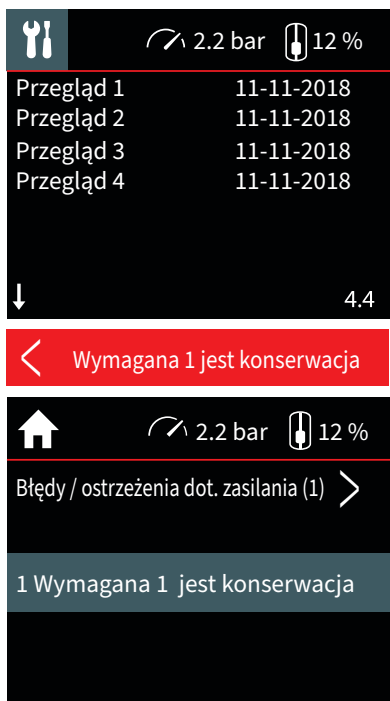 2.2 bar 12 %
Przegląd 1 11-11-2018
Przegląd 2 11-11-2018
Przegląd 3 11-11-2018
Przegląd 4 11-11-2018
4.4
Wymagana 1 jest konserwacja
2.2 bar 12 %
Błędy / ostrzeżenia dot. zasilania (1)
1 Wymagana 1 jest konserwacja